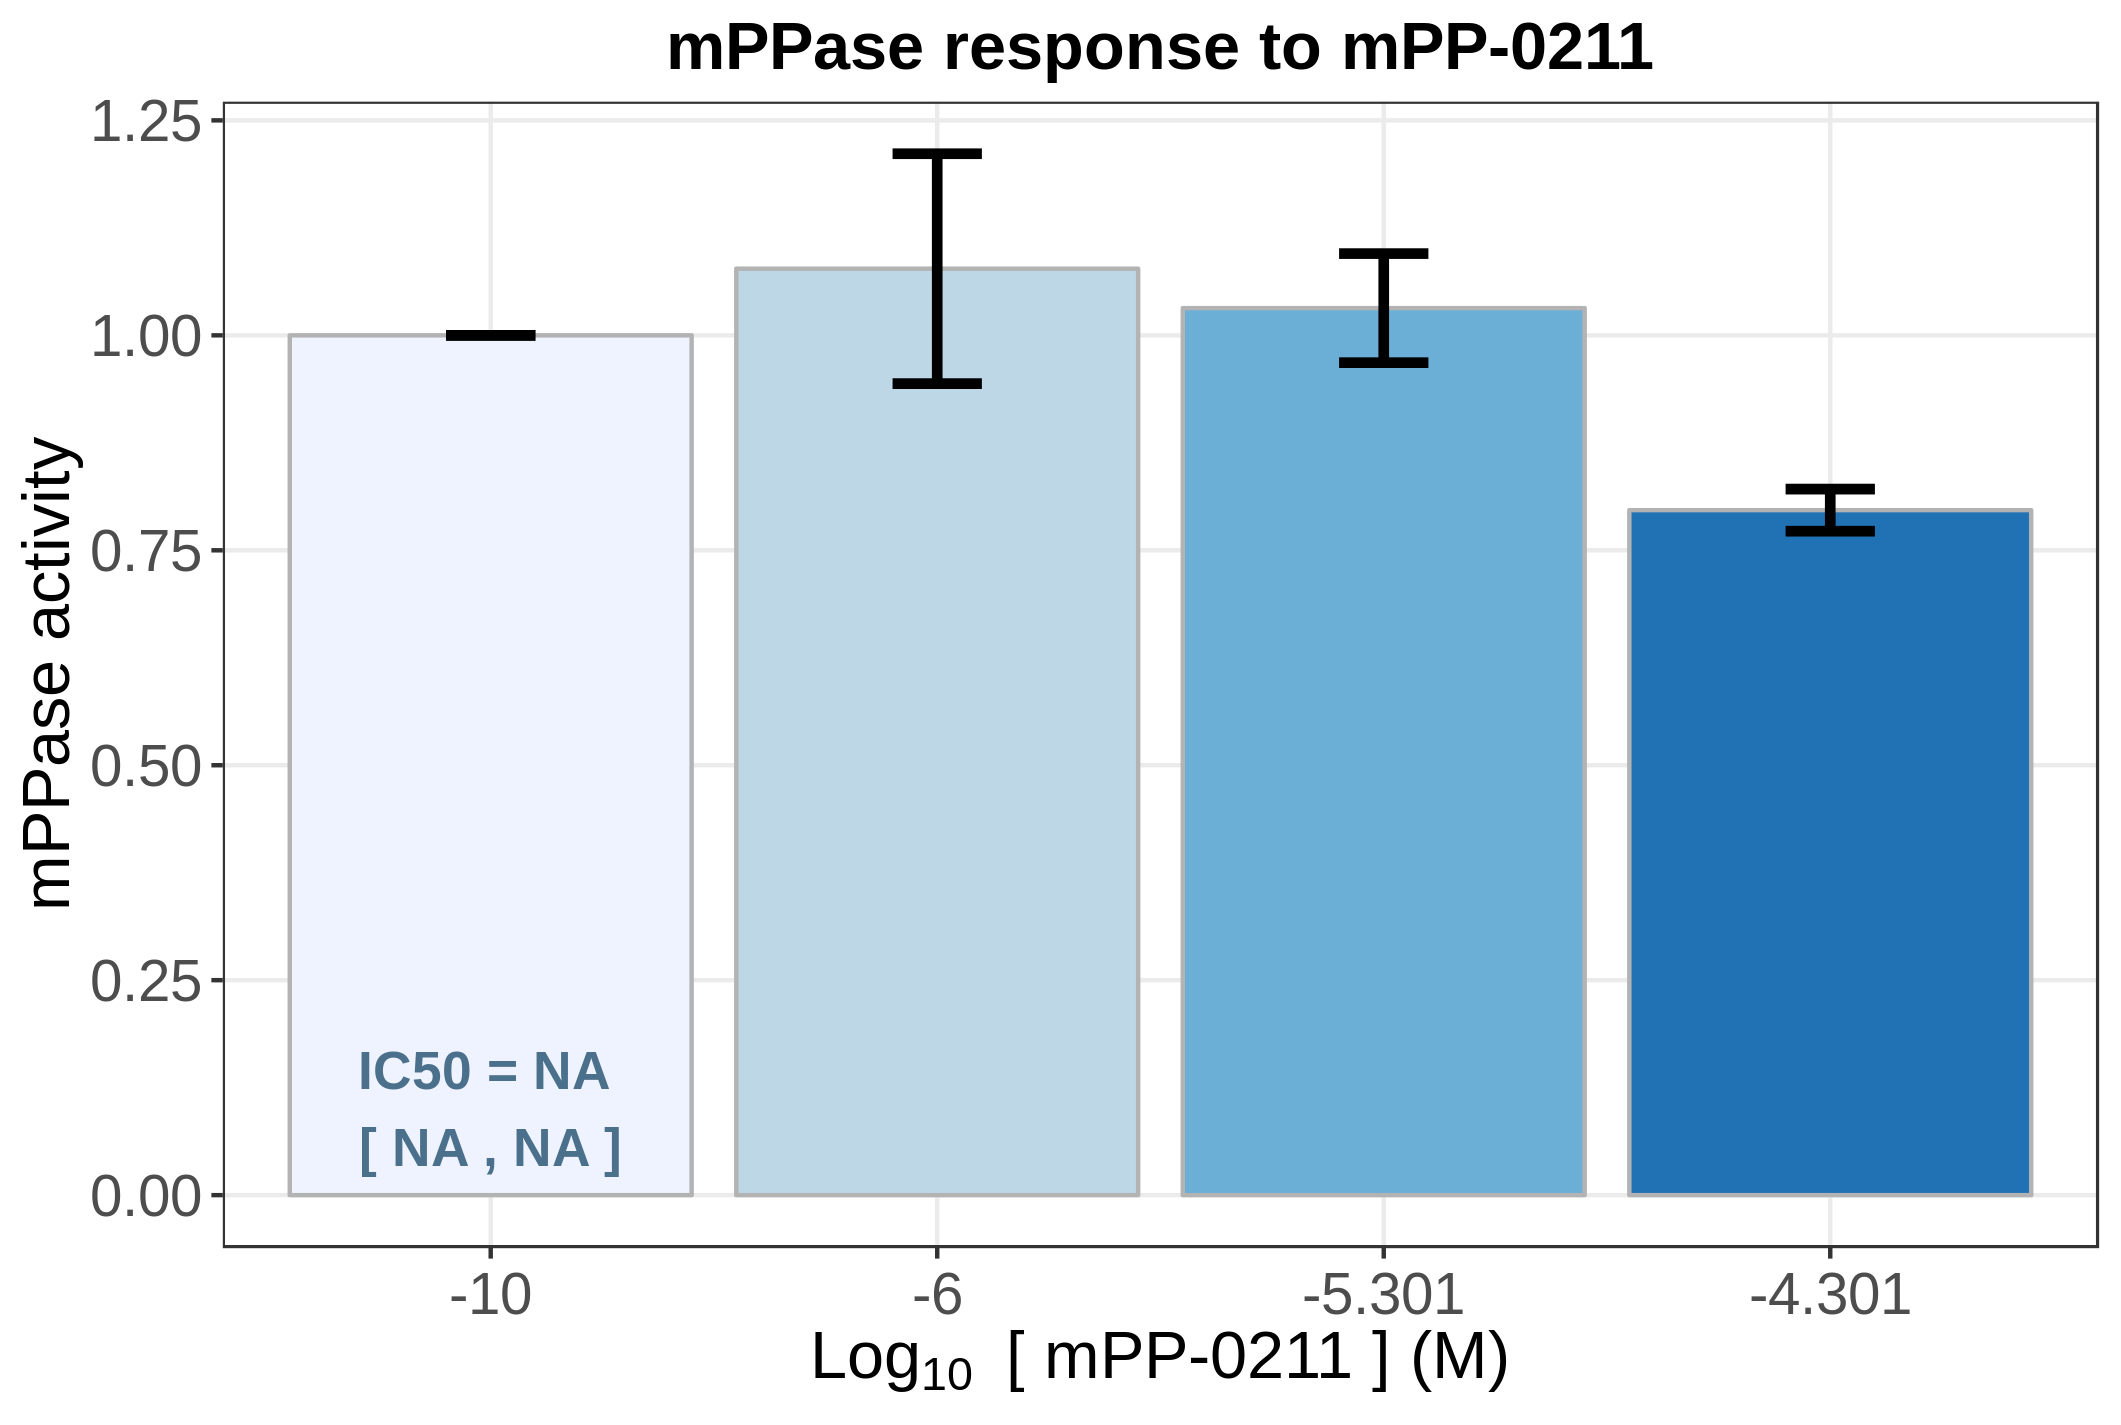 mPPase response to mPP-0211
mPPase activity
1.25
1.00
0.75
0.50
0.25
0.00
IC50 = NA
[ NA , NA ]
-10 -6 -5.301 -4.301
Log10 [ mPP-0211 ] (M)